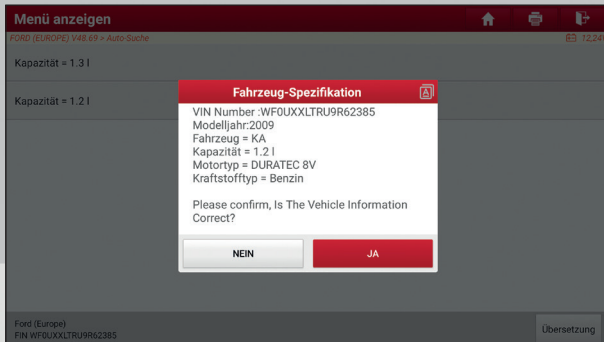 Menü anzeigen
FORD (EUROPE) V48.69 > Auto-Suche
12,24
Kapazität = 1.3 l
Kapazität = 1.2 l
Fahrzeug-Spezifikation
VIN Number :WF0UXXLTRU9R62385
Modelljahr:2009
Fahrzeug = KA
Kapazität = 1.2 l
Motortyp = DURATEC 8V
Kraftstofftyp = Benzin
Please confirm, Is The Vehicle Information
Correct?
NEIN
JA
Ford (Europe)
FIN WF0UXXLTRU9R62385
Übersetzung